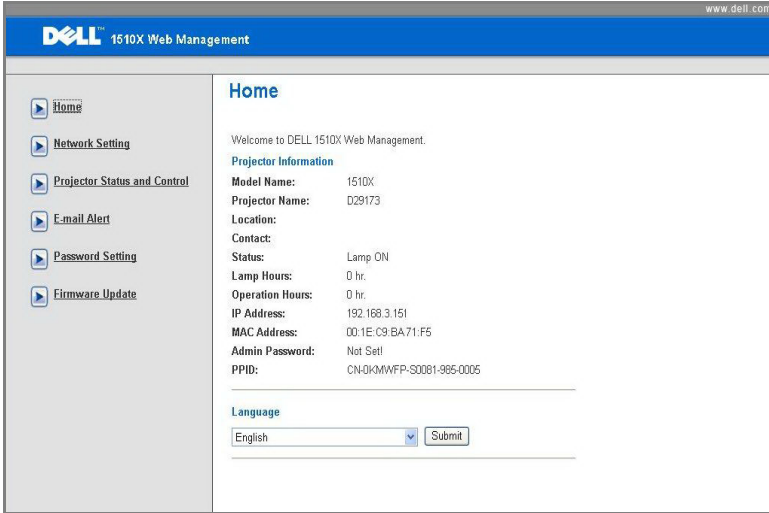 www.dell.com
DELL™ 1510X Web Management
Home
Network Setting
Projector Status and Control
E-mail Alert
Password Setting
Firmware Update
Home
Welcome to DELL 1510X Web Management.
Projector Information
Model Name: 1510X
Projector Name: D29173
Location:
Contact:
Status: Lamp ON
Lamp Hours: 0 hr.
Operation Hours: 0 hr.
IP Address: 192.168.3.151
MAC Address: 00:1E:C9:BA:71:F5
Admin Password: Not Set!
PPID: CN-0KMWFP-S0081-985-0005
Language
English Submit